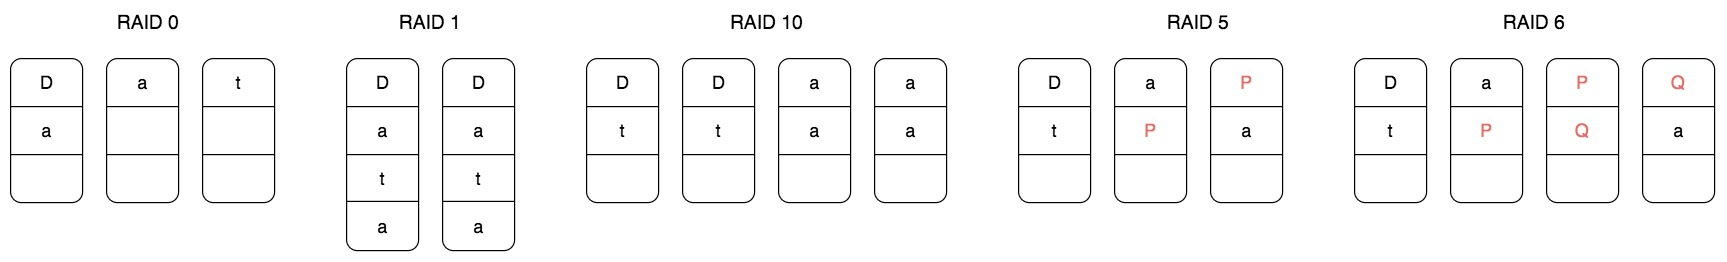 RAID 0 RAID 1 RAID 10 RAID 5 RAID 6
D a t D D D D a a D a P D a P Q
a a a t t a a t P a t P Q a
t t
a a